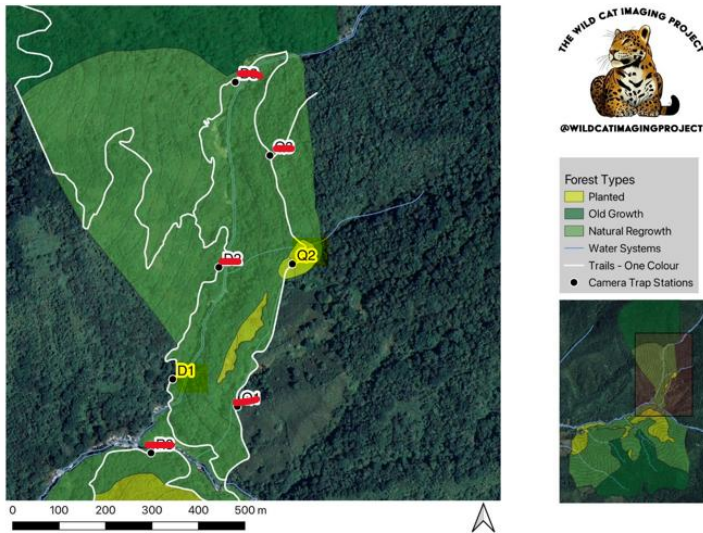 THE WILD CAT IMAGING PROJECT
@WILDCATIMAGINGPROJECT
Forest Types
Planted
Old Growth
Natural Regrowth
Water Systems
Trails - One Colour
Camera Trap Stations
Q2
D1
0 100 200 300 400 500 m